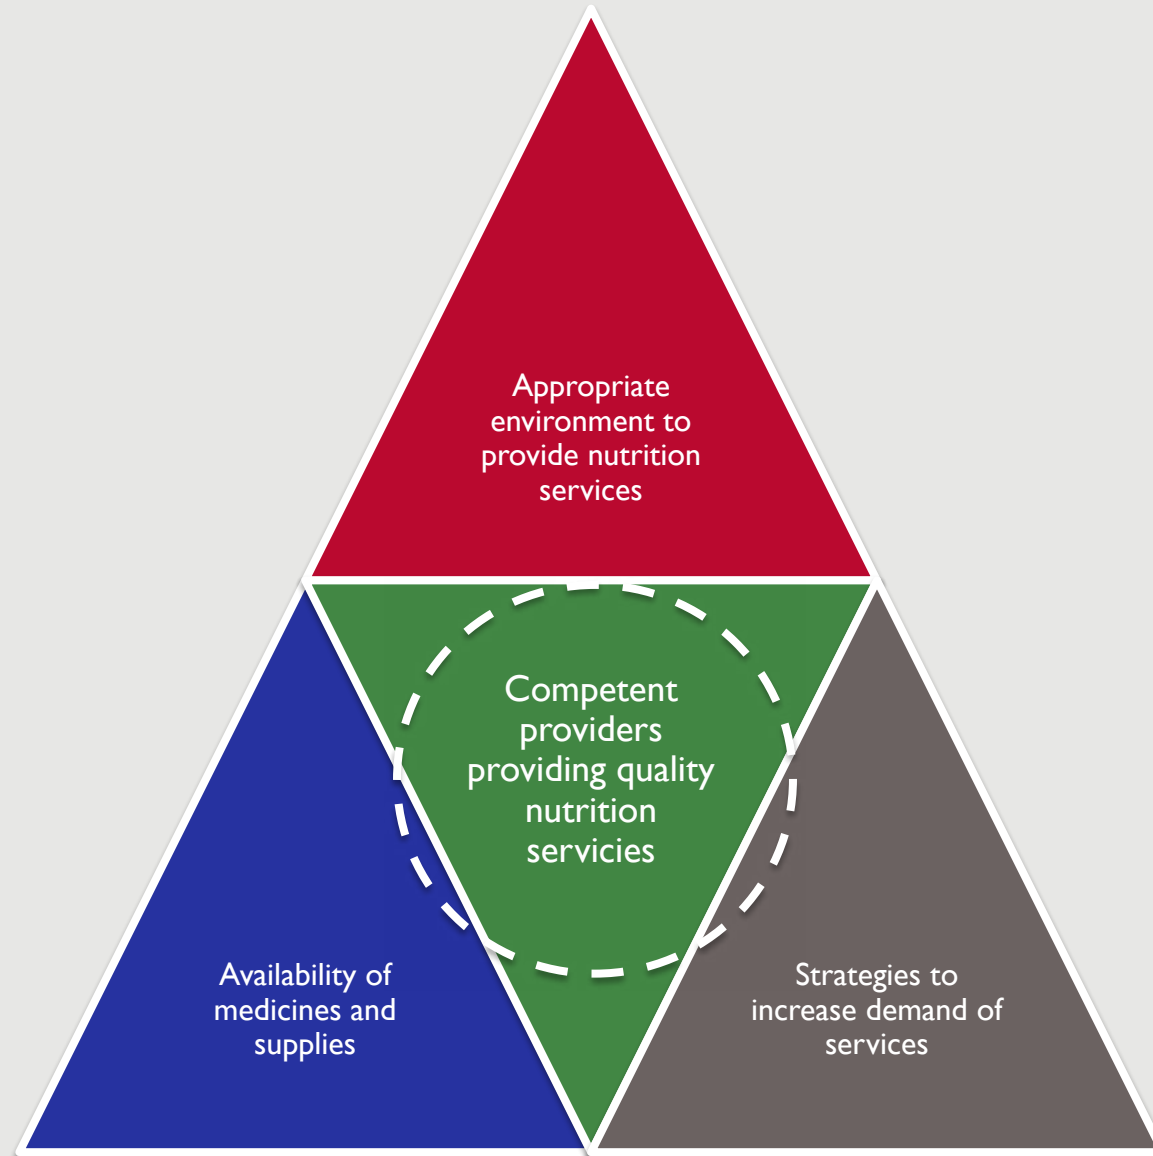 Appropriate
environment to
provide nutrition
services
Competent
providers
providing quality
nutrition
servicies
Availability of
medicines and
supplies
Strategies to
increase demand of
services